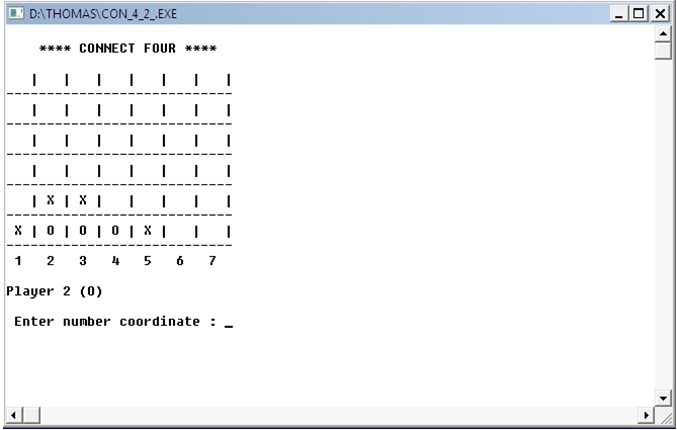 D:\THOMAS\CON_4_2_.EXE
**** CONNECT FOUR ****
| | | | | | |
-----------------------------
| | | | | | |
-----------------------------
| | | | | | |
-----------------------------
| | | | | | |
-----------------------------
| X | X | | | | |
-----------------------------
X | O | O | O | X | | |
-----------------------------
1 2 3 4 5 6 7
Player 2 (O)
Enter number coordinate : _